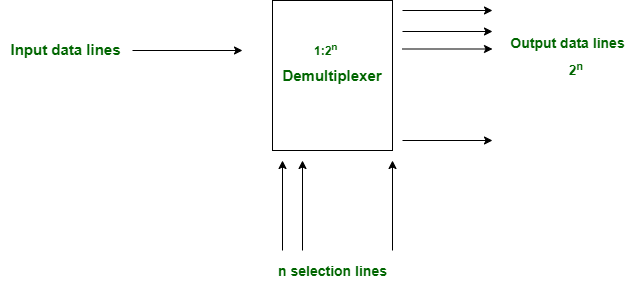 Input data lines
1:2ⁿ
Demultiplexer
Output data lines
2ⁿ
n selection lines